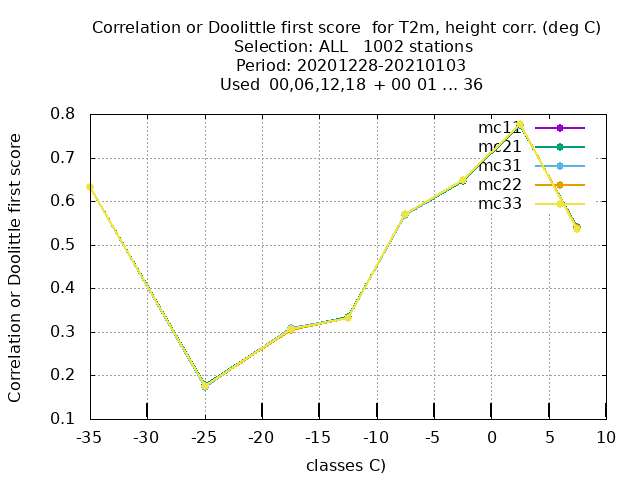 Correlation or Doolittle first score  for T2m, height corr. (deg C)
Selection: ALL   1002 stations
Period: 20201228-20210103
Used  00,06,12,18  + 00 01 ... 36
Correlation or Doolittle first score
0.8
0.7
0.6
0.5
0.4
0.3
0.2
0.1
mc11
mc21
mc31
mc22
mc33
-35 -30 -25 -20 -15 -10 -5 0 5 10
classes C)